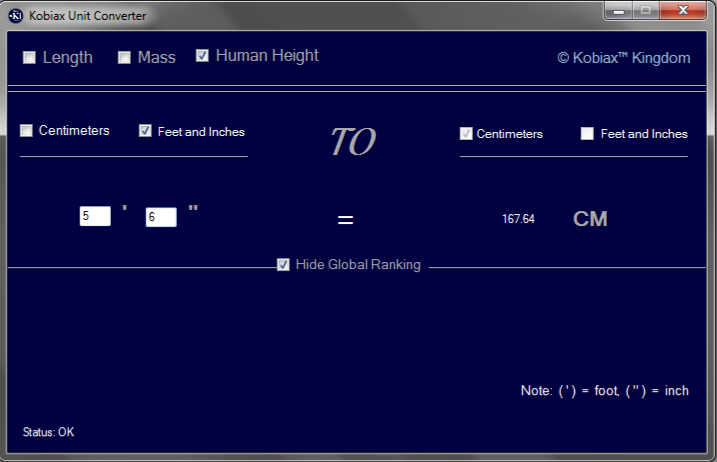 Kobiax Unit Converter
Length Mass Human Height © Kobiax™ Kingdom
Centimeters Feet and Inches TO Centimeters Feet and Inches
5 ' 6 " = 167.64 CM
Hide Global Ranking
Note: ( ' ) = foot, ( " ) = inch
Status: OK